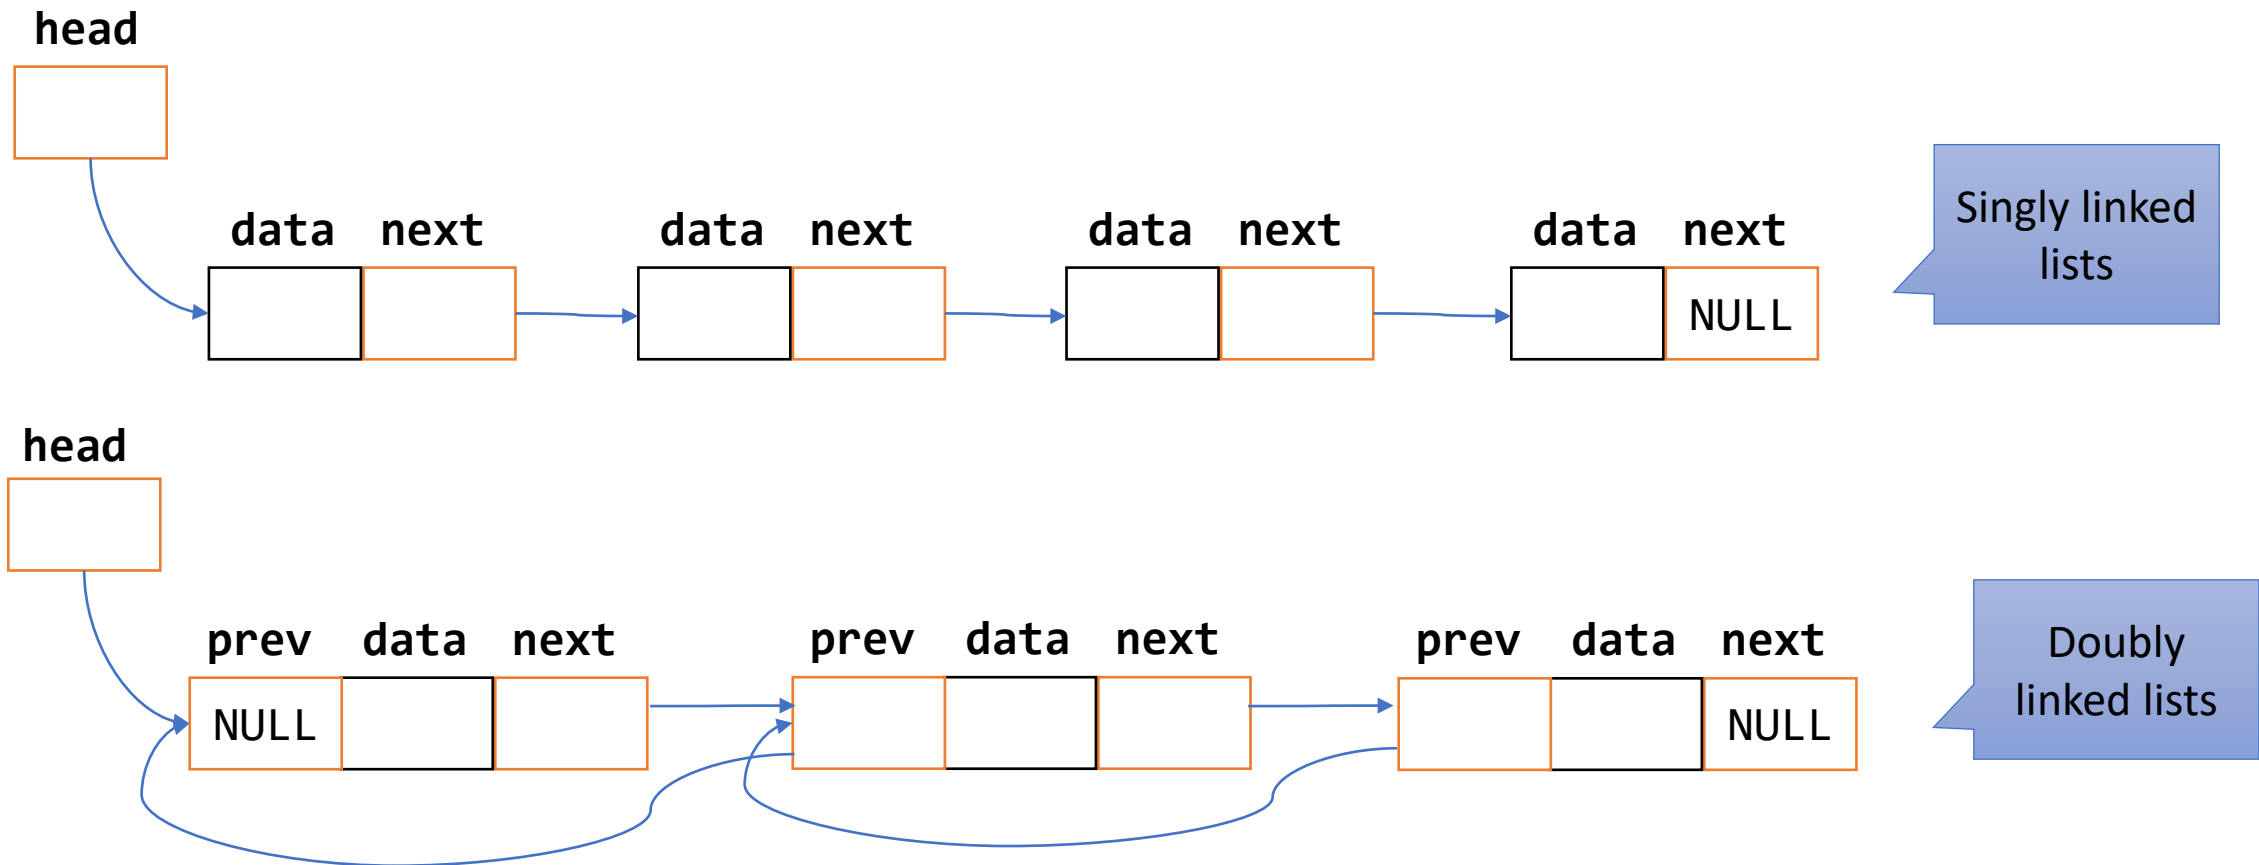 head
data next data next data next data next
NULL
Singly linked
lists
head
prev data next prev data next prev data next
NULL NULL
Doubly
linked lists